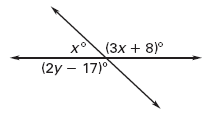 x° (3x + 8)°
(2y − 17)°